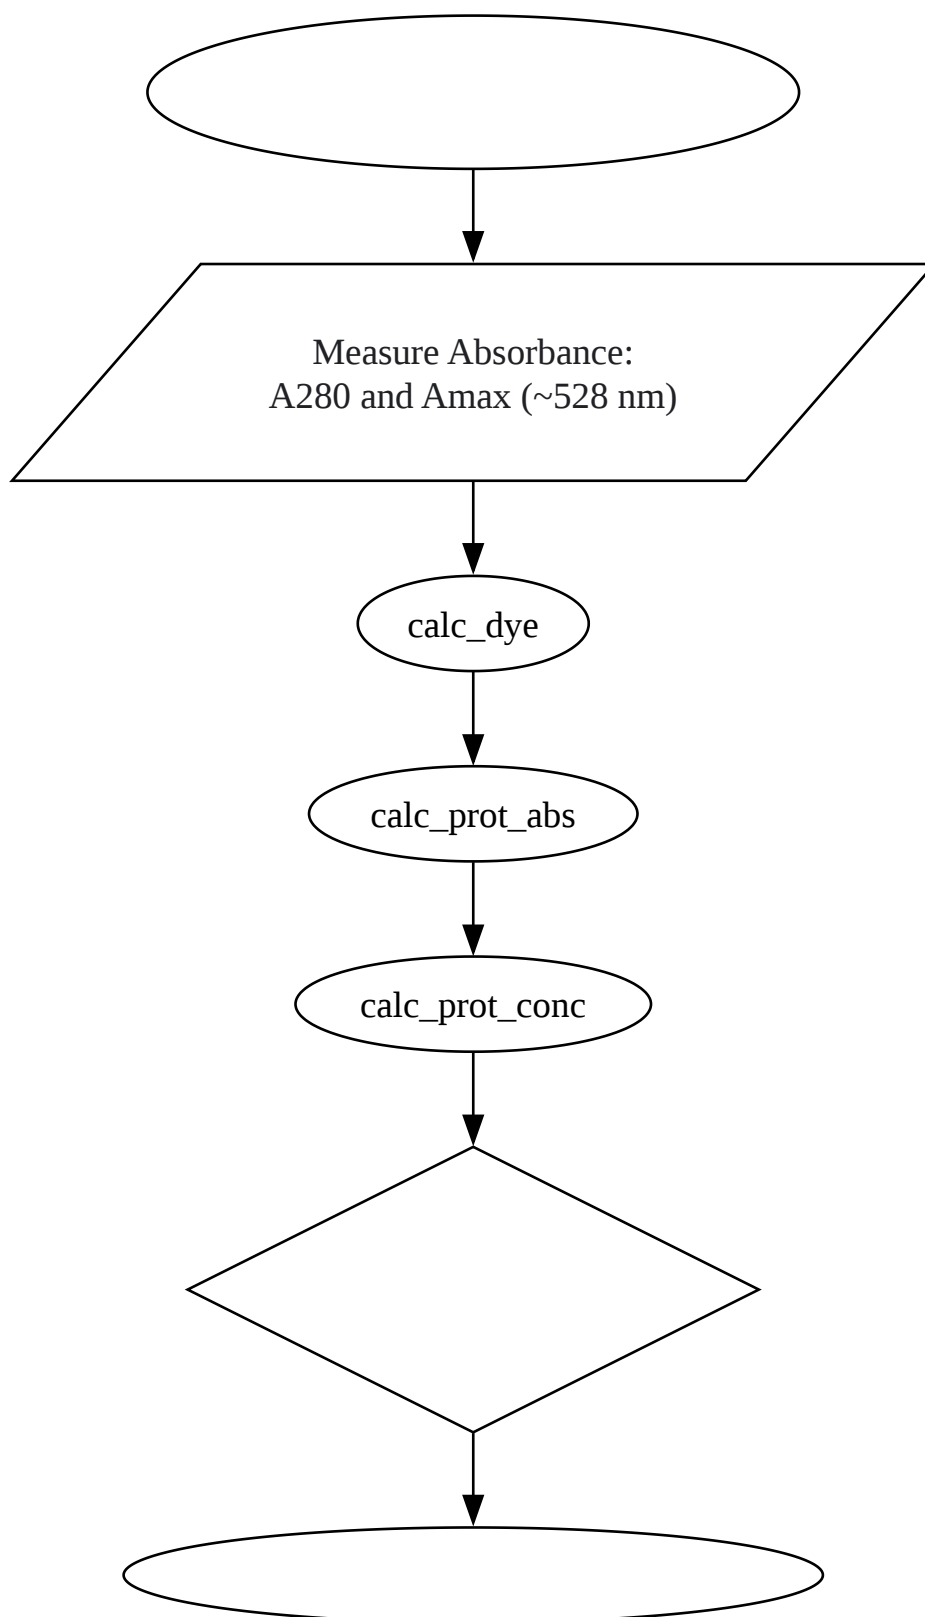 Measure Absorbance:
A280 and Amax (~528 nm)
calc_dye
calc_prot_abs
calc_prot_conc